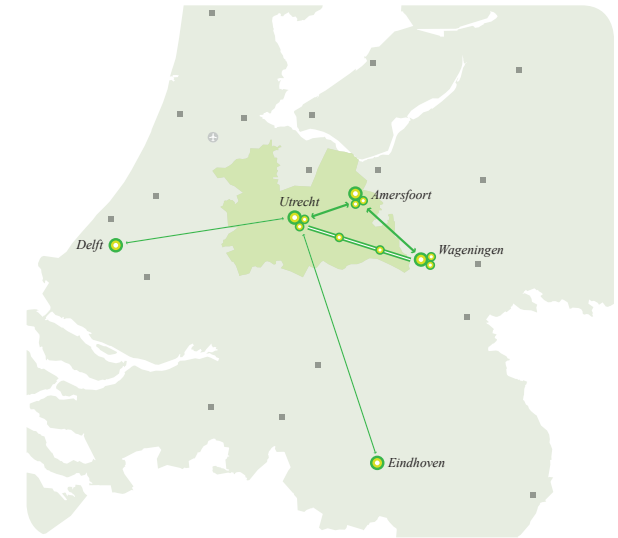 Utrecht
Amersfoort
Delft
Wageningen
Eindhoven